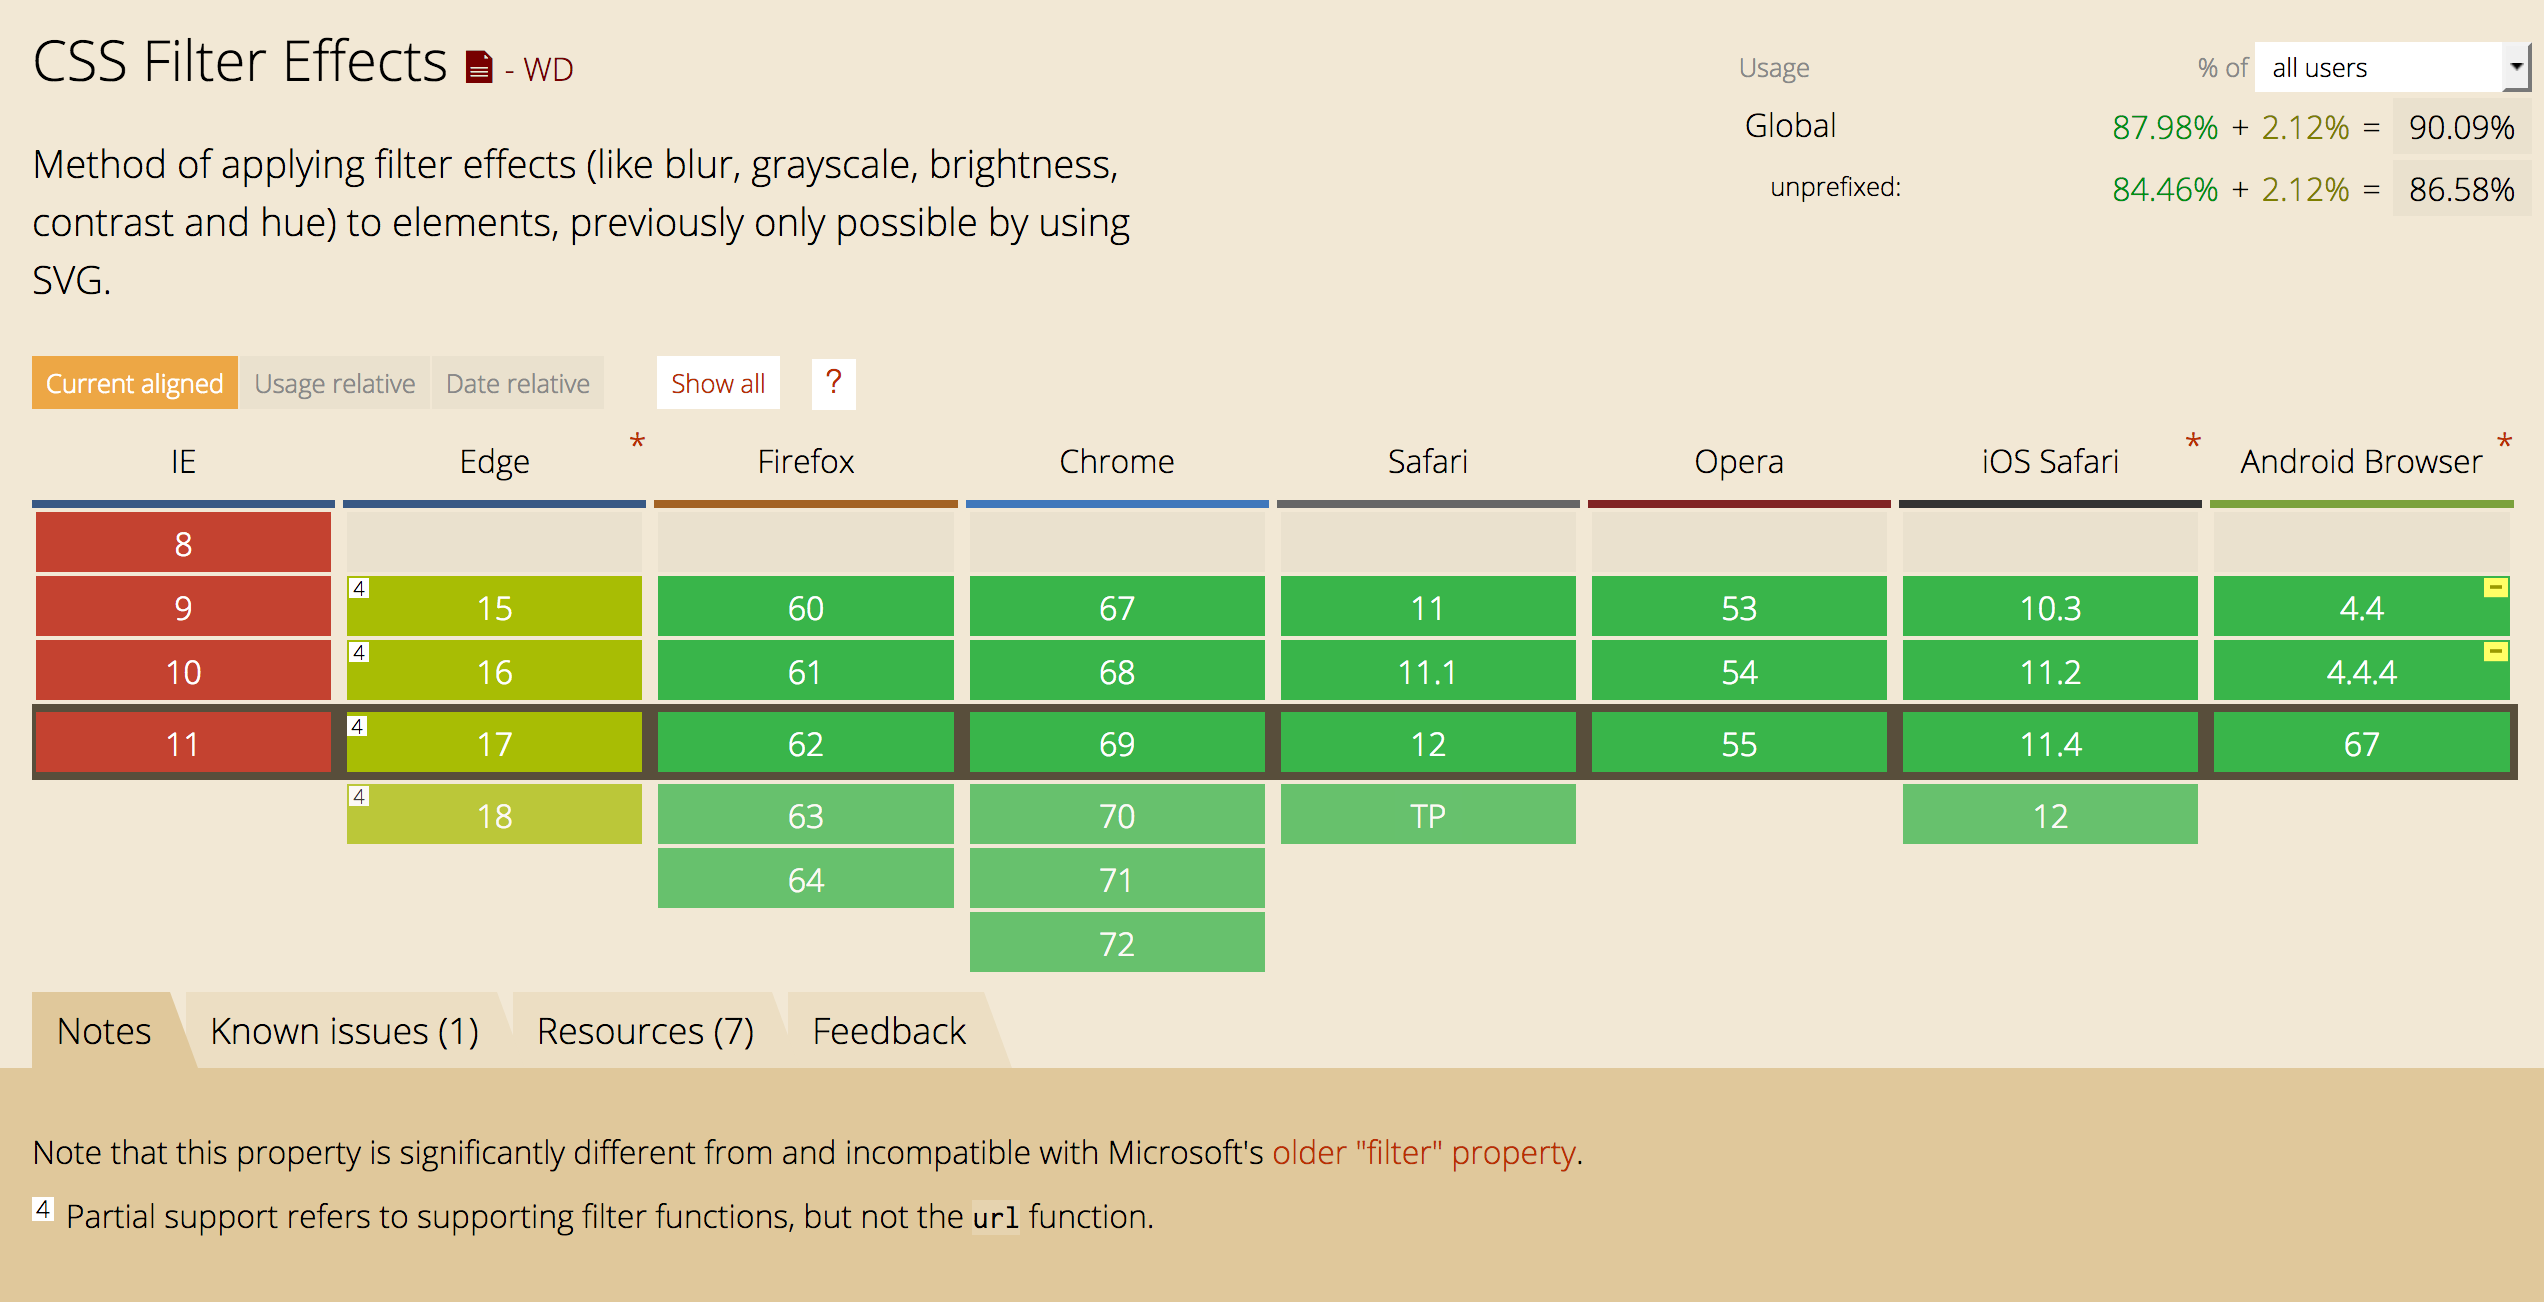 CSS Filter Effects - WD
Usage % of all users
Global 87.98% + 2.12% = 90.09%
unprefixed: 84.46% + 2.12% = 86.58%
Method of applying filter effects (like blur, grayscale, brightness,
contrast and hue) to elements, previously only possible by using
SVG.
Current aligned Usage relative Date relative Show all ?
IE Edge * Firefox Chrome Safari Opera iOS Safari * Android Browser *
8
9 4 15 60 67 11 53 10.3 4.4 -
10 4 16 61 68 11.1 54 11.2 4.4.4 -
11 4 17 62 69 12 55 11.4 67
4 18 63 70 TP 12
64 71
72
Notes Known issues (1) Resources (7) Feedback
Note that this property is significantly different from and incompatible with Microsoft's older "filter" property.
4 Partial support refers to supporting filter functions, but not the url function.